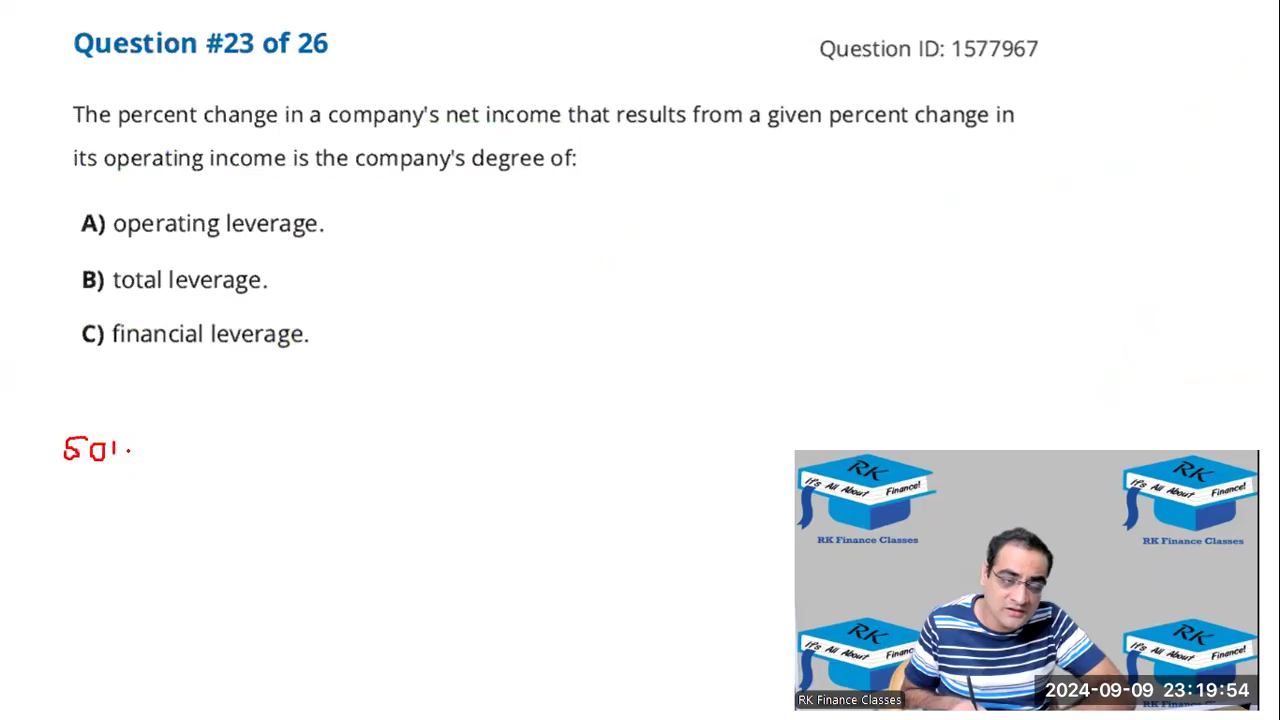 Question #23 of 26
Question ID: 1577967
The percent change in a company's net income that results from a given percent change in
its operating income is the company's degree of:
A) operating leverage.
B) total leverage.
C) financial leverage.
Sol.
RK
It's All About Finance!
RK Finance Classes
RK
It's All About Finance!
RK Finance Classes
RK
It's All About Financ
RK
It's All About Finance!
RK Finance Classes
2024-09-09 23:19:54